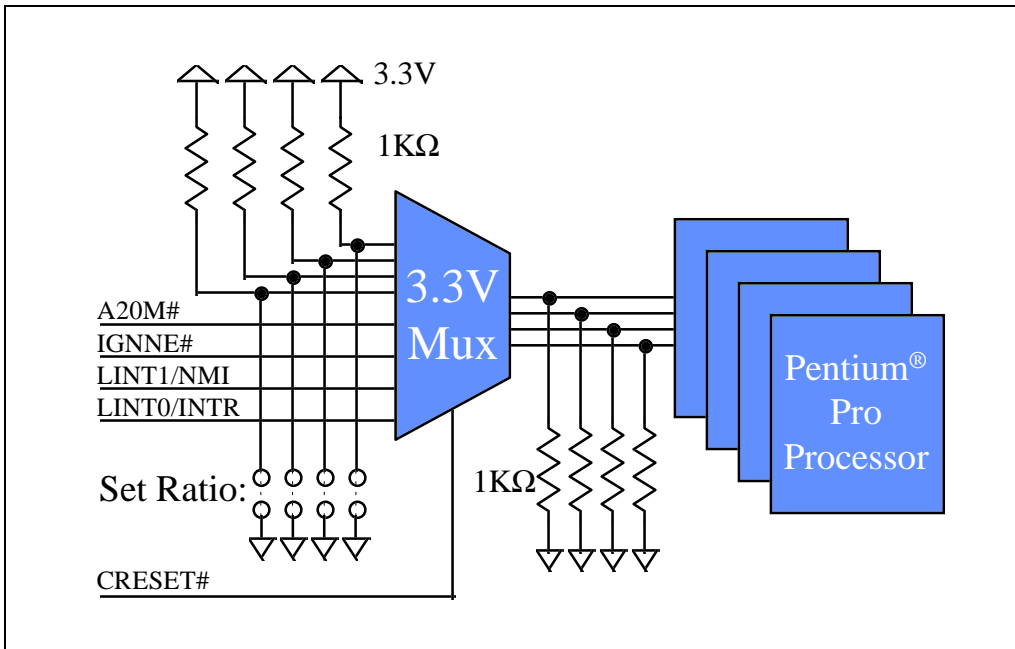 3.3V
1KΩ
3.3V
Mux
A20M#
IGNNE#
LINT1/NMI
LINT0/INTR
Pentium®
Pro
Processor
Set Ratio:
1KΩ
CRESET#